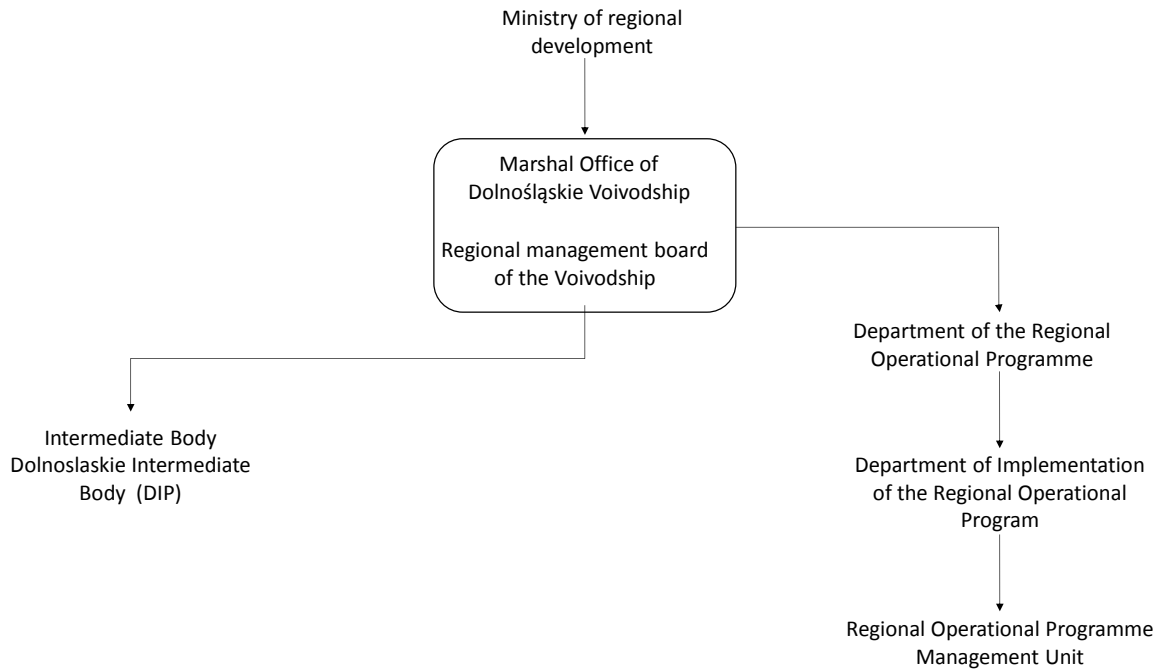 Ministry of regional
development
Marshal Office of
Dolnośląskie Voivodship
Regional management board
of the Voivodship
Department of the Regional
Operational Programme
Intermediate Body
Dolnoslaskie Intermediate
Body (DIP)
Department of Implementation
of the Regional Operational
Program
Regional Operational Programme
Management Unit